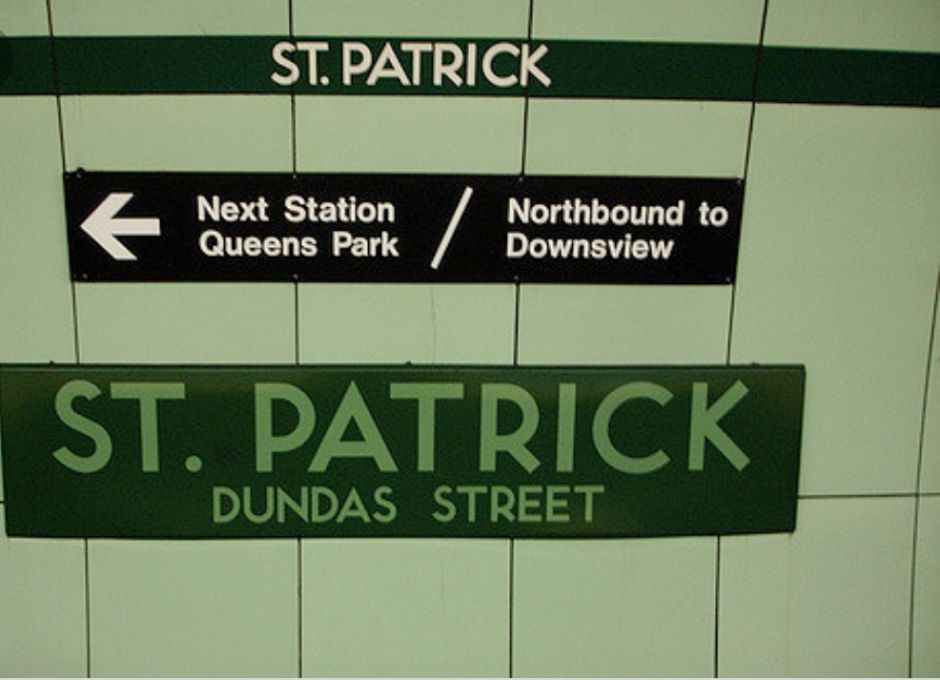 ST. PATRICK
Next Station / Northbound to
Queens Park Downsview
ST. PATRICK
DUNDAS STREET